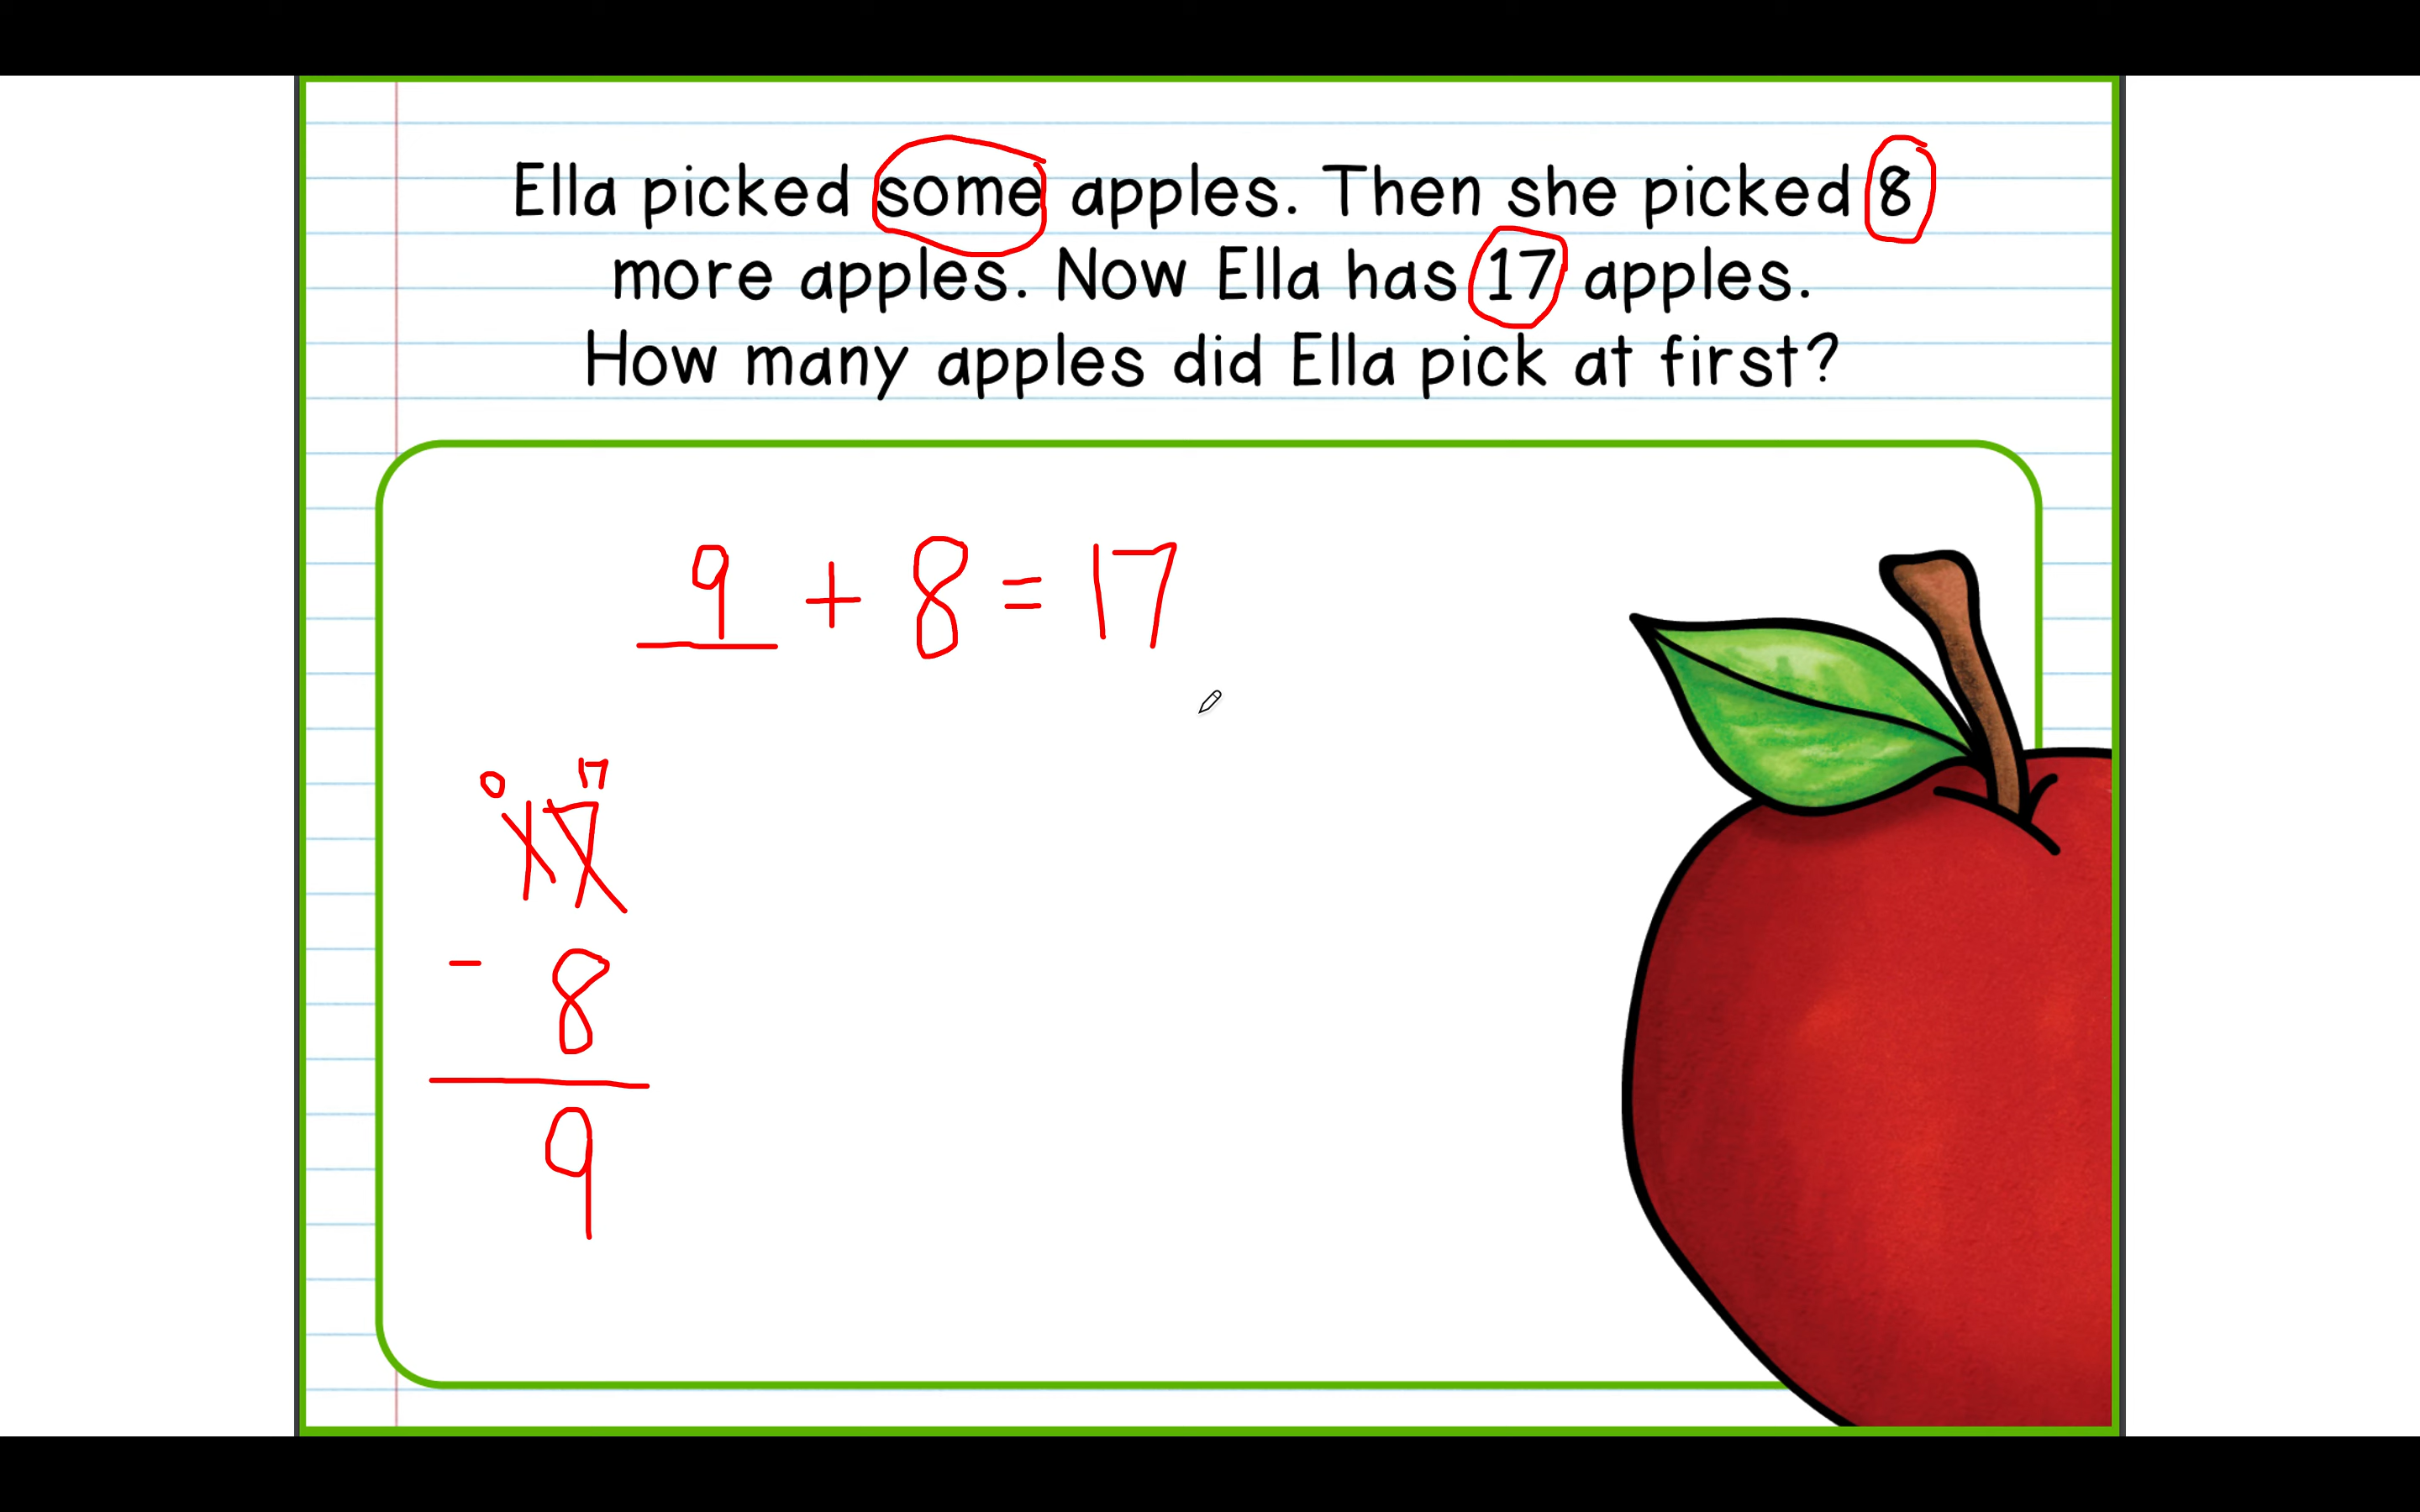 Ella picked some apples. Then she picked 8
more apples. Now Ella has 17 apples.
How many apples did Ella pick at first?
9 + 8 = 17
0 17
17
- 8
9